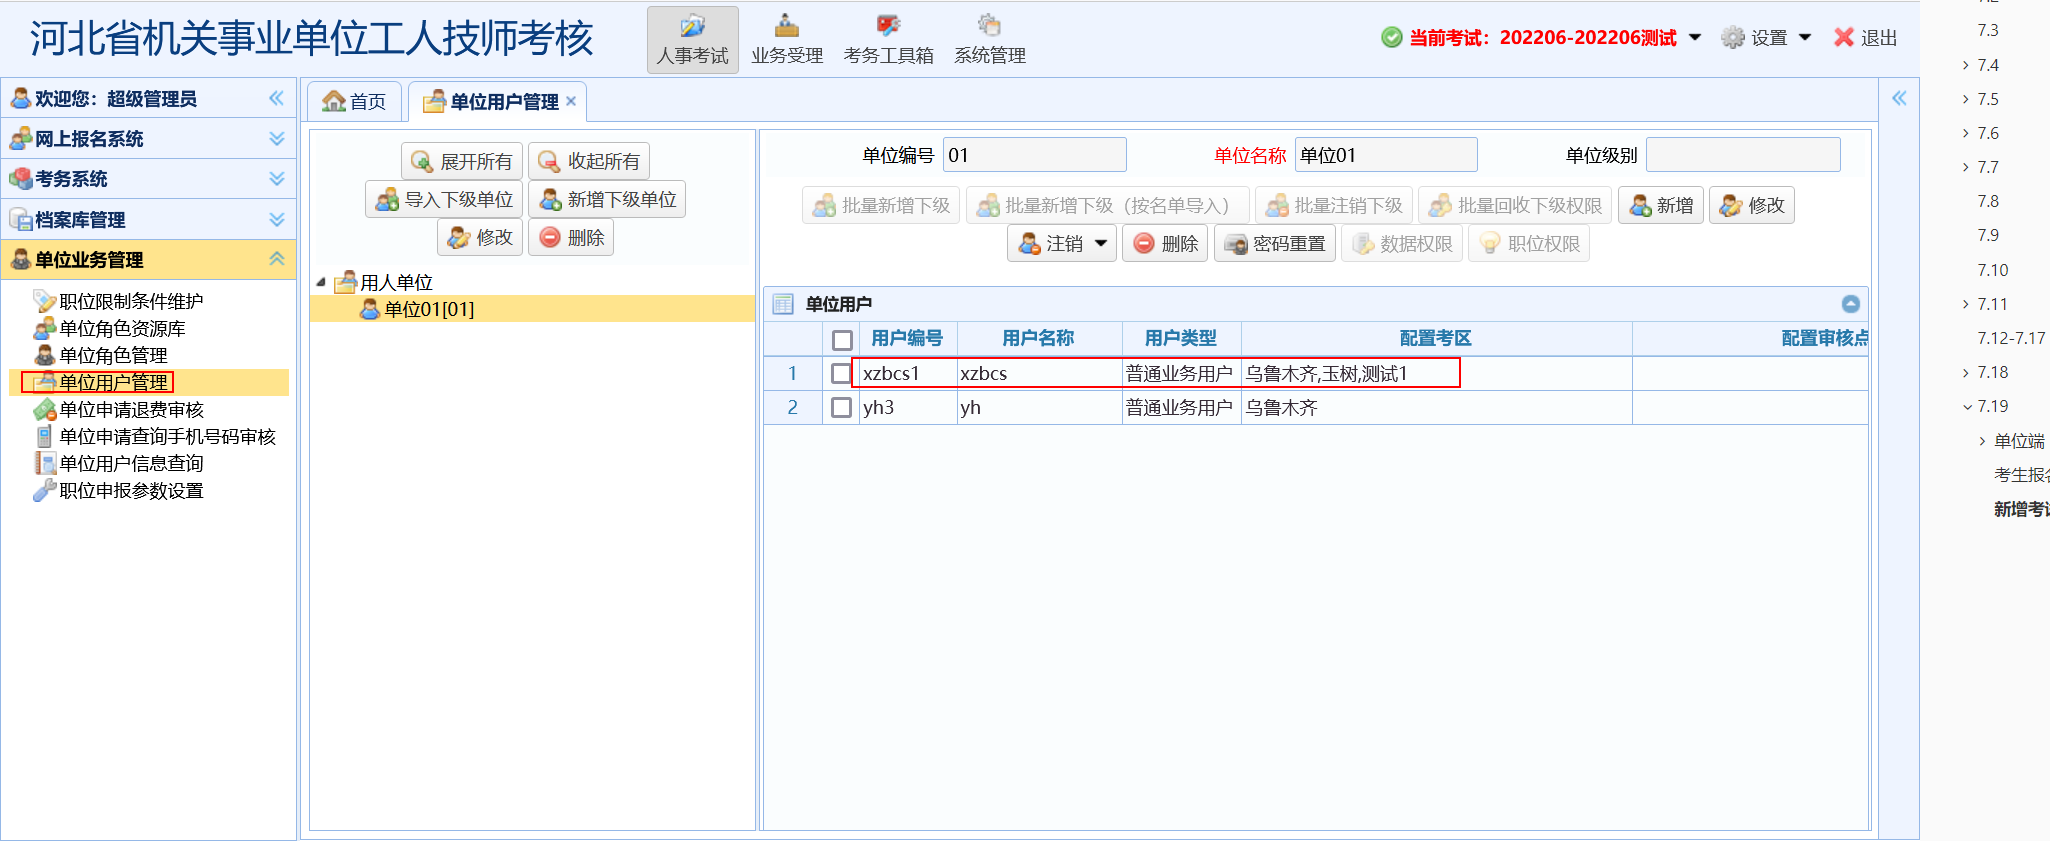 河北省机关事业单位工人技师考核
人事考试 业务受理 考务工具箱 系统管理
当前考试：202206-202206测试 设置 退出
欢迎您：超级管理员
网上报名系统
考务系统
档案库管理
单位业务管理
职位限制条件维护
单位角色资源库
单位角色管理
单位用户管理
单位申请退费审核
单位申请查询手机号码审核
单位用户信息查询
职位申报参数设置
首页 单位用户管理
展开所有 收起所有
导入下级单位 新增下级单位
修改 删除
用人单位
单位01[01]
单位编号 01 单位名称 单位01 单位级别
批量新增下级 批量新增下级（按名单导入） 批量注销下级 批量回收下级权限 新增 修改
注销 删除 密码重置 数据权限 职位权限
单位用户
用户编号 用户名称 用户类型 配置考区 配置审核点
1 xzbcs1 xzbcs 普通业务用户 乌鲁木齐,玉树,测试1
2 yh3 yh 普通业务用户 乌鲁木齐
7.3
7.4
7.5
7.6
7.7
7.8
7.9
7.10
7.11
7.12-7.17
7.18
7.19
单位端
考生报名
新增考